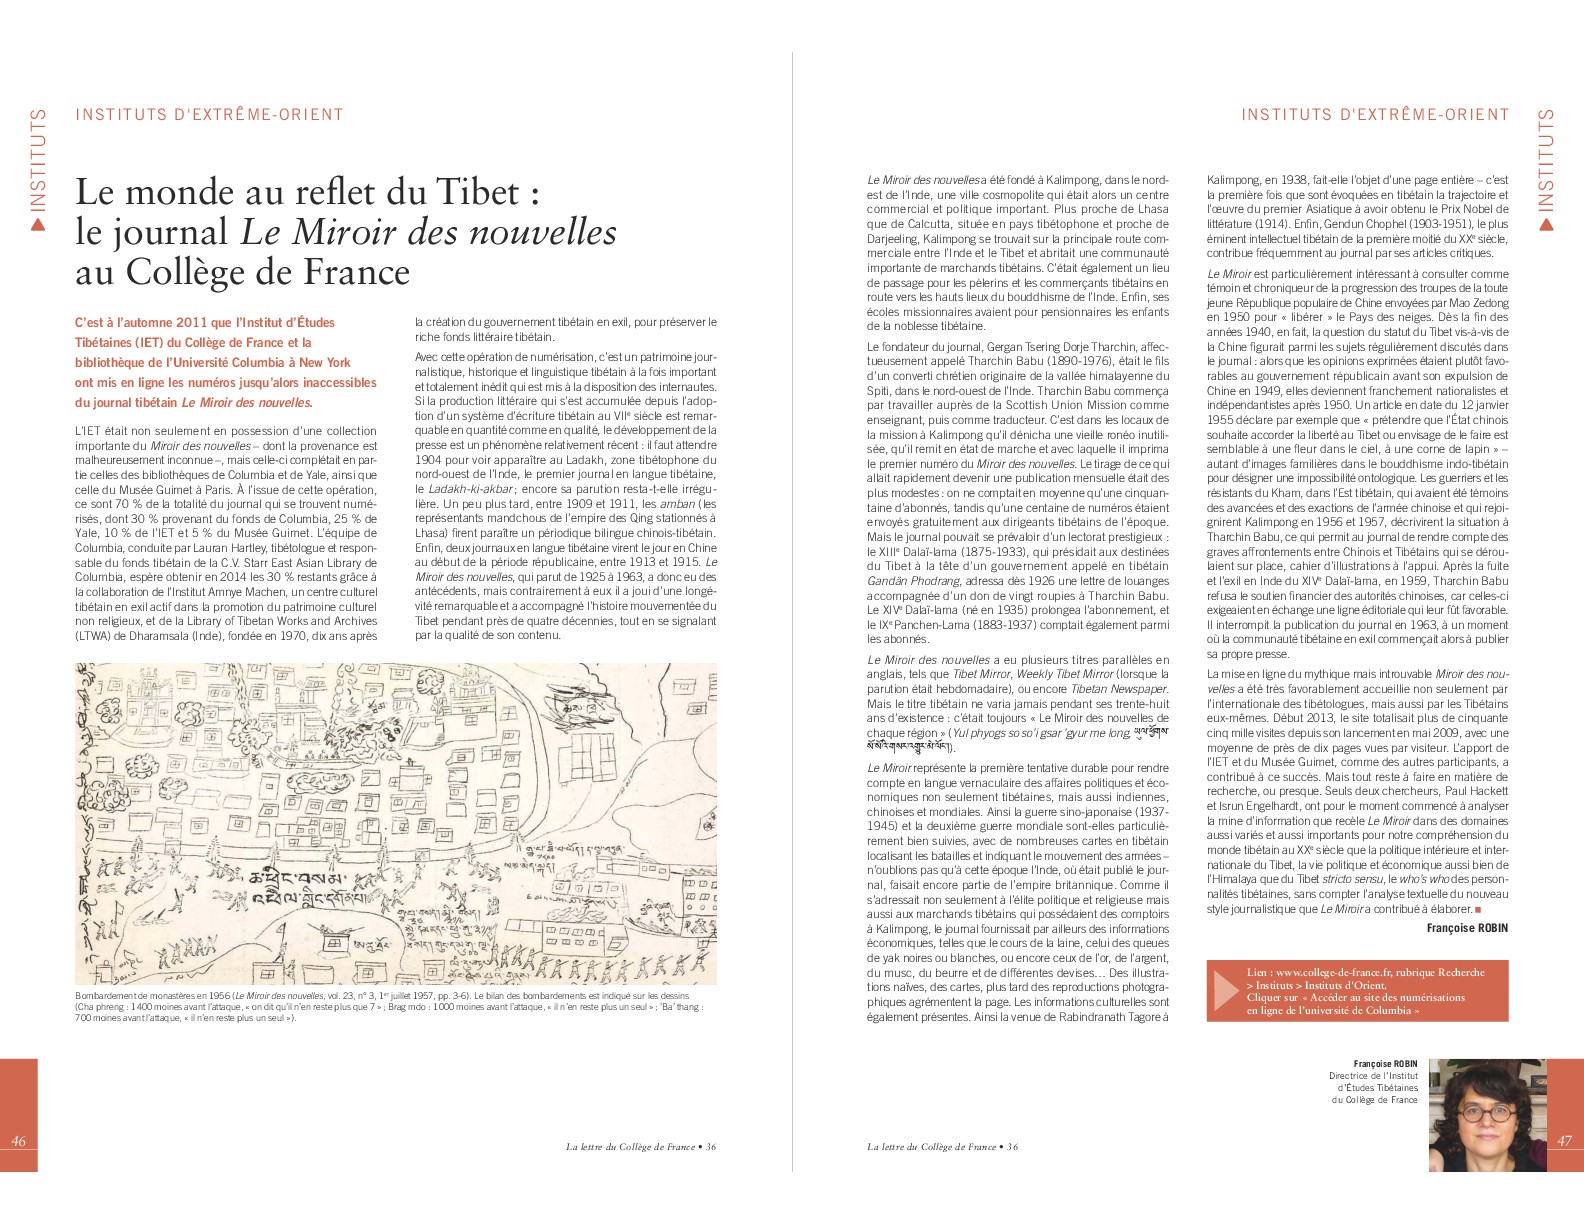 INSTITUTS
INSTITUTS D'EXTRÊME-ORIENT
Le monde au reflet du Tibet :
le journal Le Miroir des nouvelles
au Collège de France
C'est à l'automne 2011 que l'Institut d'Études
Tibétaines (IET) du Collège de France et la
bibliothèque de l'Université Columbia à New York
ont mis en ligne les numéros jusqu'alors inaccessibles
du journal tibétain Le Miroir des nouvelles.
L'IET était non seulement en possession d'une collection
importante du Miroir des nouvelles – dont la provenance est
malheureusement inconnue –, mais celle-ci complétait en par-
tie celles des bibliothèques de Columbia et de Yale, ainsi que
celle du Musée Guimet à Paris. À l'issue de cette opération,
ce sont 70 % de la totalité du journal qui se trouvent numé-
risés, dont 30 % provenant du fonds de Columbia, 25 % de
Yale, 10 % de l'IET et 5 % du Musée Guimet. L'équipe de
Columbia, conduite par Lauran Hartley, tibétologue et respon-
sable du fonds tibétain de la C.V. Starr East Asian Library de
Columbia, espère obtenir en 2014 les 30 % restants grâce à
la collaboration de l'Institut Amnye Machen, un centre culturel
tibétain en exil actif dans la promotion du patrimoine culturel
non religieux, et de la Library of Tibetan Works and Archives
(LTWA) de Dharamsala (Inde), fondée en 1970, dix ans après
la création du gouvernement tibétain en exil, pour préserver le
riche fonds littéraire tibétain.
Avec cette opération de numérisation, c'est un patrimoine jour-
nalistique, historique et linguistique tibétain à la fois important
et totalement inédit qui est mis à la disposition des internautes.
Si la production littéraire qui s'est accumulée depuis l'adop-
tion d'un système d'écriture tibétain au VIIe siècle est remar-
quable en quantité comme en qualité, le développement de la
presse est un phénomène relativement récent : il faut attendre
1904 pour voir apparaître au Ladakh, zone tibétophone du
nord-ouest de l'Inde, le premier journal en langue tibétaine,
le Ladakh-ki-akbar ; encore sa parution resta-t-elle irrégu-
lière. Un peu plus tard, entre 1909 et 1911, les amban (les
représentants mandchous de l'empire des Qing stationnés à
Lhasa) firent paraître un périodique bilingue chinois-tibétain.
Enfin, deux journaux en langue tibétaine virent le jour en Chine
au début de la période républicaine, entre 1913 et 1915. Le
Miroir des nouvelles, qui parut de 1925 à 1963, a donc eu des
antécédents, mais contrairement à eux il a joui d'une longé-
vité remarquable et a accompagné l'histoire mouvementée du
Tibet pendant près de quatre décennies, tout en se signalant
par la qualité de son contenu.
Bombardement de monastères en 1956 (Le Miroir des nouvelles, vol. 23, n° 3, 1er juillet 1957, pp. 3-6). Le bilan des bombardements est indiqué sur les dessins
(Cha phreng : 1400 moines avant l'attaque, « on dit qu'il n'en reste plus que 7 » ; Brag mdo : 1000 moines avant l'attaque, « il n'en reste plus un seul » ; 'Ba' thang :
700 moines avant l'attaque, « il n'en reste plus un seul »).
46
La lettre du Collège de France • 36
INSTITUTS D'EXTRÊME-ORIENT
INSTITUTS
Le Miroir des nouvelles a été fondé à Kalimpong, dans le nord-
est de l'Inde, une ville cosmopolite qui était alors un centre
commercial et politique important. Plus proche de Lhasa
que de Calcutta, située en pays tibétophone et proche de
Darjeeling, Kalimpong se trouvait sur la principale route com-
merciale entre l'Inde et le Tibet et abritait une communauté
importante de marchands tibétains. C'était également un lieu
de passage pour les pèlerins et les commerçants tibétains en
route vers les hauts lieux du bouddhisme de l'Inde. Enfin, ses
écoles missionnaires avaient pour pensionnaires les enfants
de la noblesse tibétaine.
Le fondateur du journal, Gergan Tsering Dorje Tharchin, affec-
tueusement appelé Tharchin Babu (1890-1976), était le fils
d'un converti chrétien originaire de la vallée himalayenne du
Spiti, dans le nord-ouest de l'Inde. Tharchin Babu commença
par travailler auprès de la Scottish Union Mission comme
enseignant, puis comme traducteur. C'est dans les locaux de
la mission à Kalimpong qu'il dénicha une vieille ronéo inutili-
sée, qu'il remit en état de marche et avec laquelle il imprima
le premier numéro du Miroir des nouvelles. Le tirage de ce qui
allait rapidement devenir une publication mensuelle était des
plus modestes : on ne comptait en moyenne qu'une cinquan-
taine d'abonnés, tandis qu'une centaine de numéros étaient
envoyés gratuitement aux dirigeants tibétains de l'époque.
Mais le journal pouvait se prévaloir d'un lectorat prestigieux :
le XIIIe Dalaï-lama (1875-1933), qui présidait aux destinées
du Tibet à la tête d'un gouvernement appelé en tibétain
Gandän Phodrang, adressa dès 1926 une lettre de louanges
accompagnée d'un don de vingt roupies à Tharchin Babu.
Le XIVe Dalaï-lama (né en 1935) prolongea l'abonnement, et
le IXe Panchen-Lama (1883-1937) comptait également parmi
les abonnés.
Le Miroir des nouvelles a eu plusieurs titres parallèles en
anglais, tels que Tibet Mirror, Weekly Tibet Mirror (lorsque la
parution était hebdomadaire), ou encore Tibetan Newspaper.
Mais le titre tibétain ne varia jamais pendant ses trente-huit
ans d'existence : c'était toujours « Le Miroir des nouvelles de
chaque région » (Yul phyogs so so'i gsar 'gyur me long, ཡུལ་ཕྱོགས་
སོ་སོའི་གསར་འགྱུར་མེ་ལོང་།).
Le Miroir représente la première tentative durable pour rendre
compte en langue vernaculaire des affaires politiques et éco-
nomiques non seulement tibétaines, mais aussi indiennes,
chinoises et mondiales. Ainsi la guerre sino-japonaise (1937-
1945) et la deuxième guerre mondiale sont-elles particuliè-
rement bien suivies, avec de nombreuses cartes en tibétain
localisant les batailles et indiquant le mouvement des armées –
n'oublions pas qu'à cette époque l'Inde, où était publié le jour-
nal, faisait encore partie de l'empire britannique. Comme il
s'adressait non seulement à l'élite politique et religieuse mais
aussi aux marchands tibétains qui possédaient des comptoirs
à Kalimpong, le journal fournissait par ailleurs des informations
économiques, telles que le cours de la laine, celui des queues
de yak noires ou blanches, ou encore ceux de l'or, de l'argent,
du musc, du beurre et de différentes devises… Des illustra-
tions naïves, des cartes, plus tard des reproductions photogra-
phiques agrémentent la page. Les informations culturelles sont
également présentes. Ainsi la venue de Rabindranath Tagore à
Kalimpong, en 1938, fait-elle l'objet d'une page entière – c'est
la première fois que sont évoquées en tibétain la trajectoire et
l'œuvre du premier Asiatique à avoir obtenu le Prix Nobel de
littérature (1914). Enfin, Gendun Chophel (1903-1951), le plus
éminent intellectuel tibétain de la première moitié du XXe siècle,
contribue fréquemment au journal par ses articles critiques.
Le Miroir est particulièrement intéressant à consulter comme
témoin et chroniqueur de la progression des troupes de la toute
jeune République populaire de Chine envoyées par Mao Zedong
en 1950 pour « libérer » le Pays des neiges. Dès la fin des
années 1940, en fait, la question du statut du Tibet vis-à-vis de
la Chine figurait parmi les sujets régulièrement discutés dans
le journal : alors que les opinions exprimées étaient plutôt favo-
rables au gouvernement républicain avant son expulsion de
Chine en 1949, elles deviennent franchement nationalistes et
indépendantistes après 1950. Un article en date du 12 janvier
1955 déclare par exemple que « prétendre que l'État chinois
souhaite accorder la liberté au Tibet ou envisage de le faire est
semblable à une fleur dans le ciel, à une corne de lapin » –
autant d'images familières dans le bouddhisme indo-tibétain
pour désigner une impossibilité ontologique. Les guerriers et les
résistants du Kham, dans l'Est tibétain, qui avaient été témoins
des avancées et des exactions de l'armée chinoise et qui rejoi-
gnirent Kalimpong en 1956 et 1957, décrivirent la situation à
Tharchin Babu, ce qui permit au journal de rendre compte des
graves affrontements entre Chinois et Tibétains qui se dérou-
laient sur place, cahier d'illustrations à l'appui. Après la fuite
et l'exil en Inde du XIVe Dalaï-lama, en 1959, Tharchin Babu
refusa le soutien financier des autorités chinoises, car celles-ci
exigeaient en échange une ligne éditoriale qui leur fût favorable.
Il interrompit la publication du journal en 1963, à un moment
où la communauté tibétaine en exil commençait alors à publier
sa propre presse.
La mise en ligne du mythique mais introuvable Miroir des nou-
velles a été très favorablement accueillie non seulement par
l'internationale des tibétologues, mais aussi par les Tibétains
eux-mêmes. Début 2013, le site totalisait plus de cinquante
cinq mille visites depuis son lancement en mai 2009, avec une
moyenne de près de dix pages vues par visiteur. L'apport de
l'IET et du Musée Guimet, comme des autres participants, a
contribué à ce succès. Mais tout reste à faire en matière de
recherche, ou presque. Seuls deux chercheurs, Paul Hackett
et Isrun Engelhardt, ont pour le moment commencé à analyser
la mine d'information que recèle Le Miroir dans des domaines
aussi variés et aussi importants pour notre compréhension du
monde tibétain au XXe siècle que la politique intérieure et inter-
nationale du Tibet, la vie politique et économique aussi bien de
l'Himalaya que du Tibet stricto sensu, le who's who des person-
nalités tibétaines, sans compter l'analyse textuelle du nouveau
style journalistique que Le Miroir a contribué à élaborer.
Françoise ROBIN
Lien : www.college-de-france.fr, rubrique Recherche
> Instituts > Instituts d'Orient.
Cliquer sur « Accéder au site des numérisations
en ligne de l'université de Columbia »
Françoise ROBIN
Directrice de l'Institut
d'Études Tibétaines
du Collège de France
La lettre du Collège de France • 36
47